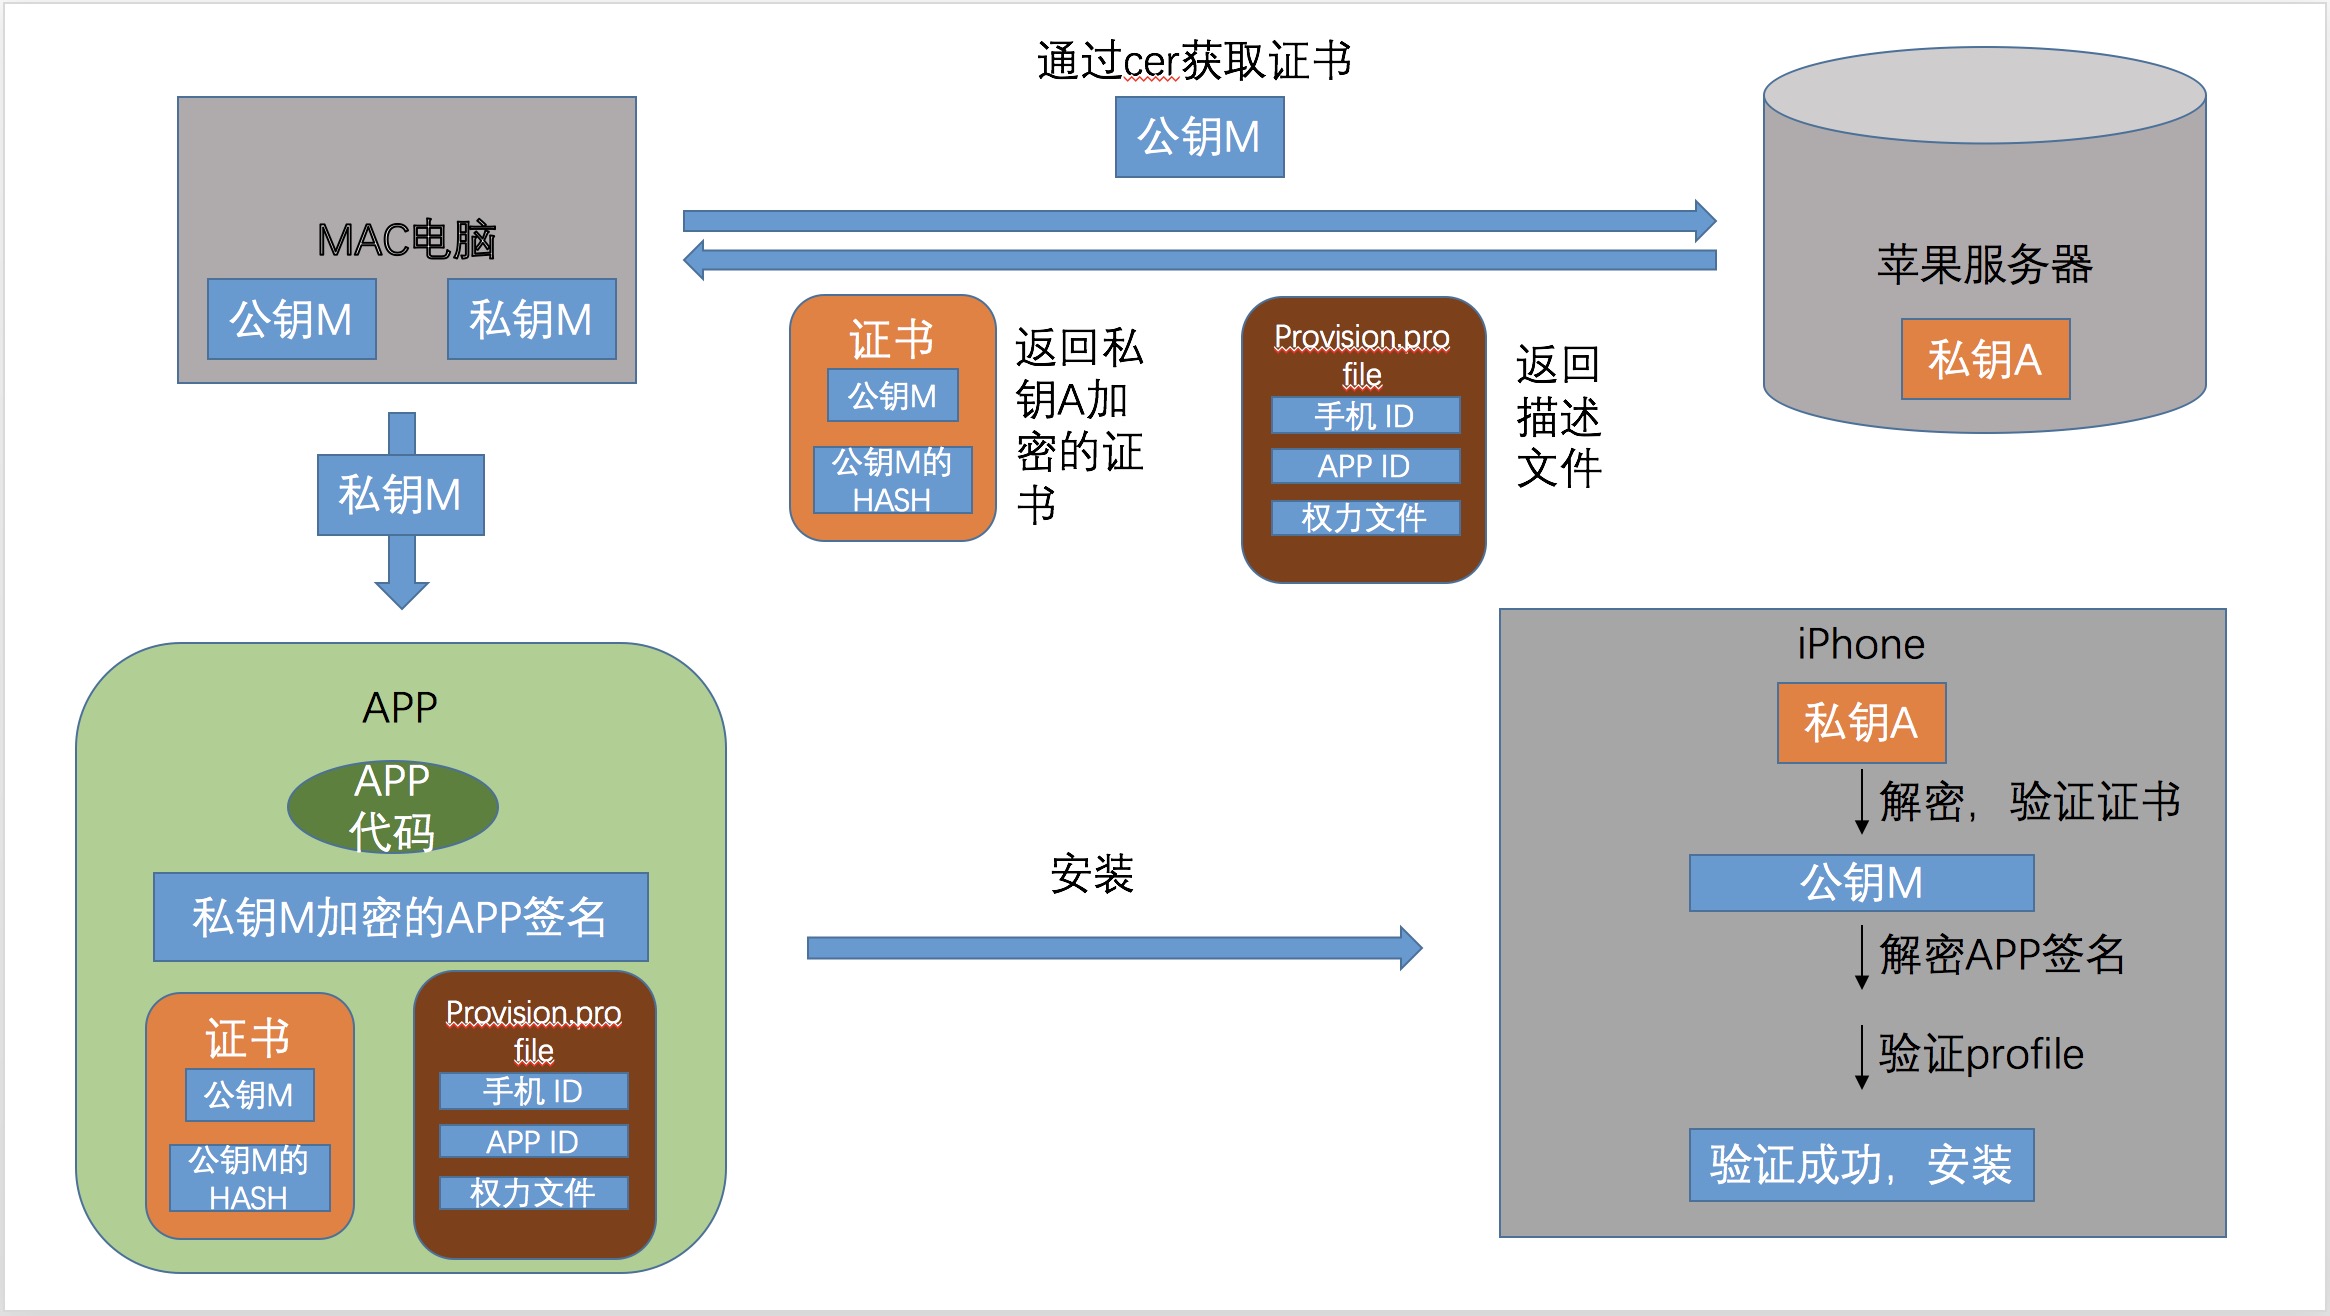 通过cer获取证书
公钥M
MAC电脑
公钥M
私钥M
苹果服务器
私钥A
证书
公钥M
公钥M的
HASH
返回私
钥A加
密的证
书
Provision.pro
file
手机 ID
APP ID
权力文件
返回
描述
文件
私钥M
APP
APP
代码
私钥M加密的APP签名
证书
公钥M
公钥M的
HASH
Provision.pro
file
手机 ID
APP ID
权力文件
安装
iPhone
私钥A
解密，验证证书
公钥M
解密APP签名
验证profile
验证成功，安装